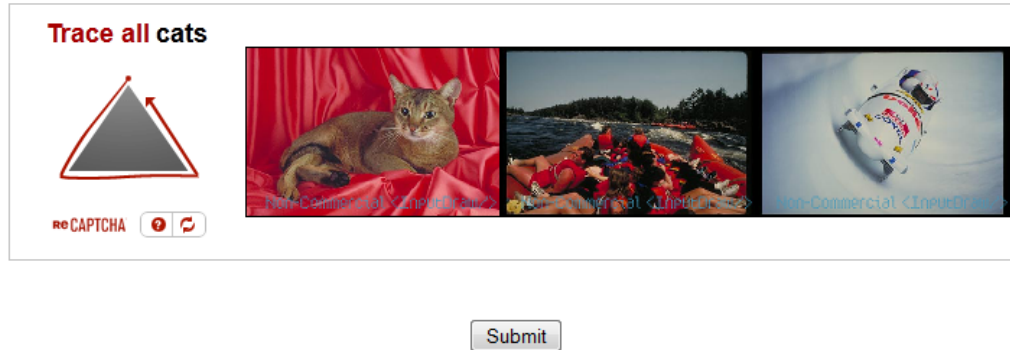 Trace all cats
Non-Commercial <InputDraw/>
Non-Commercial <InputDraw/>
Non-Commercial <InputDraw/>
reCAPTCHA
Submit